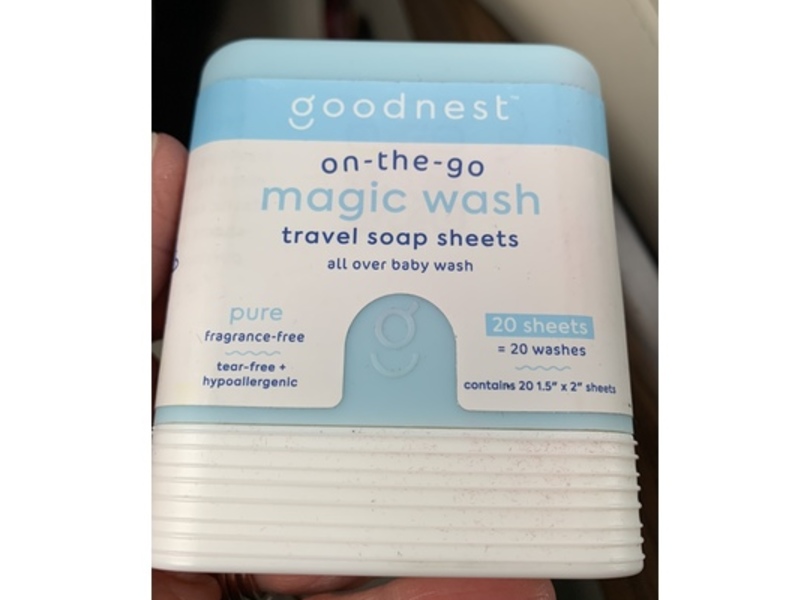 goodnest™
on-the-go
magic wash
travel soap sheets
all over baby wash
g
pure
fragrance-free
tear-free +
hypoallergenic
20 sheets
= 20 washes
contains 20 1.5" x 2" sheets